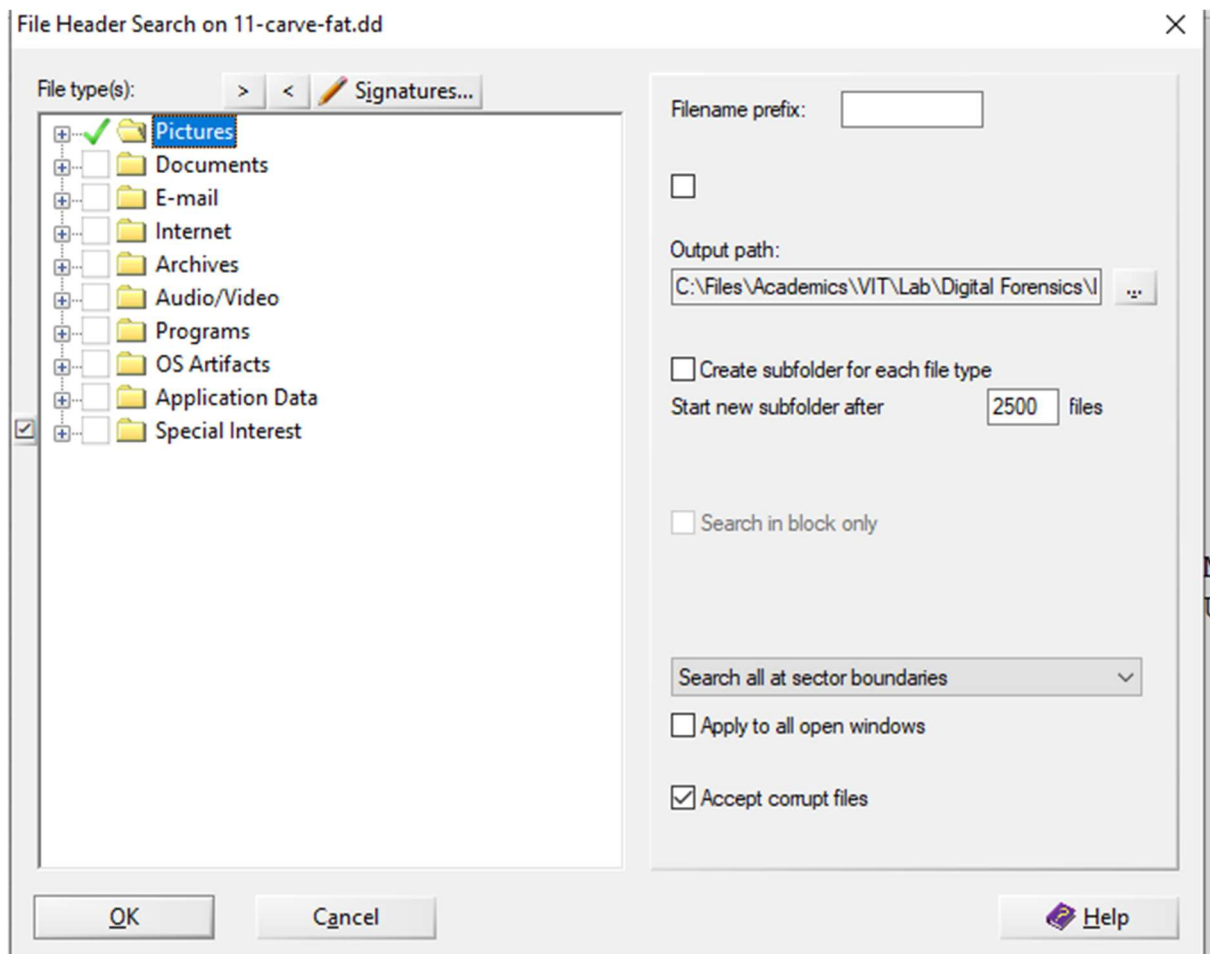 File Header Search on 11-carve-fat.dd
File type(s):
> < Signatures...
Pictures
Documents
E-mail
Internet
Archives
Audio/Video
Programs
OS Artifacts
Application Data
Special Interest
Filename prefix:
Output path:
C:\Files\Academics\VIT\Lab\Digital Forensics\
...
Create subfolder for each file type
Start new subfolder after 2500 files
Search in block only
Search all at sector boundaries
Apply to all open windows
Accept corrupt files
OK
Cancel
Help